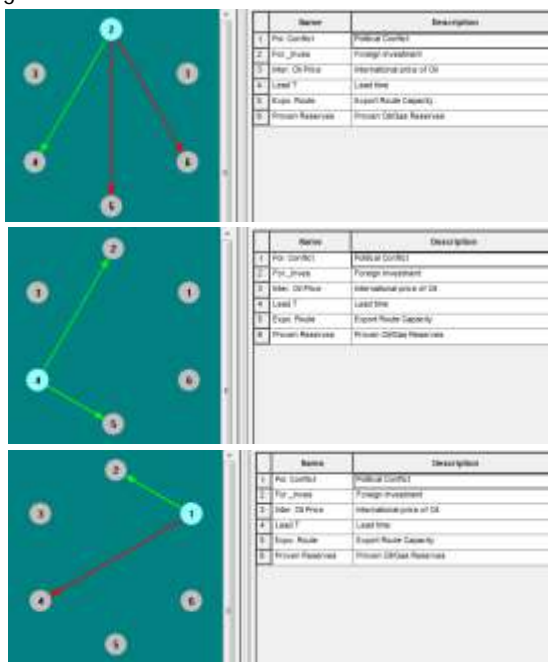 g
2
3
1
4
6
5
Name Description
1 Pol. Conflict Political Conflict
2 For._Inves Foreign Investment
3 Inter. Oil Price International price of Oil
4 Lead T Lead time
5 Expo. Route Export Route Capacity
6 Proven Reserves Proven Oil/Gas Reserves
2
3
1
4
6
5
Name Description
1 Pol. Conflict Political Conflict
2 For._Inves Foreign Investment
3 Inter. Oil Price International price of Oil
4 Lead T Lead time
5 Expo. Route Export Route Capacity
6 Proven Reserves Proven Oil/Gas Reserves
2
3
1
4
6
5
Name Description
1 Pol. Conflict Political Conflict
2 For._Inves Foreign Investment
3 Inter. Oil Price International price of Oil
4 Lead T Lead time
5 Expo. Route Export Route Capacity
6 Proven Reserves Proven Oil/Gas Reserves